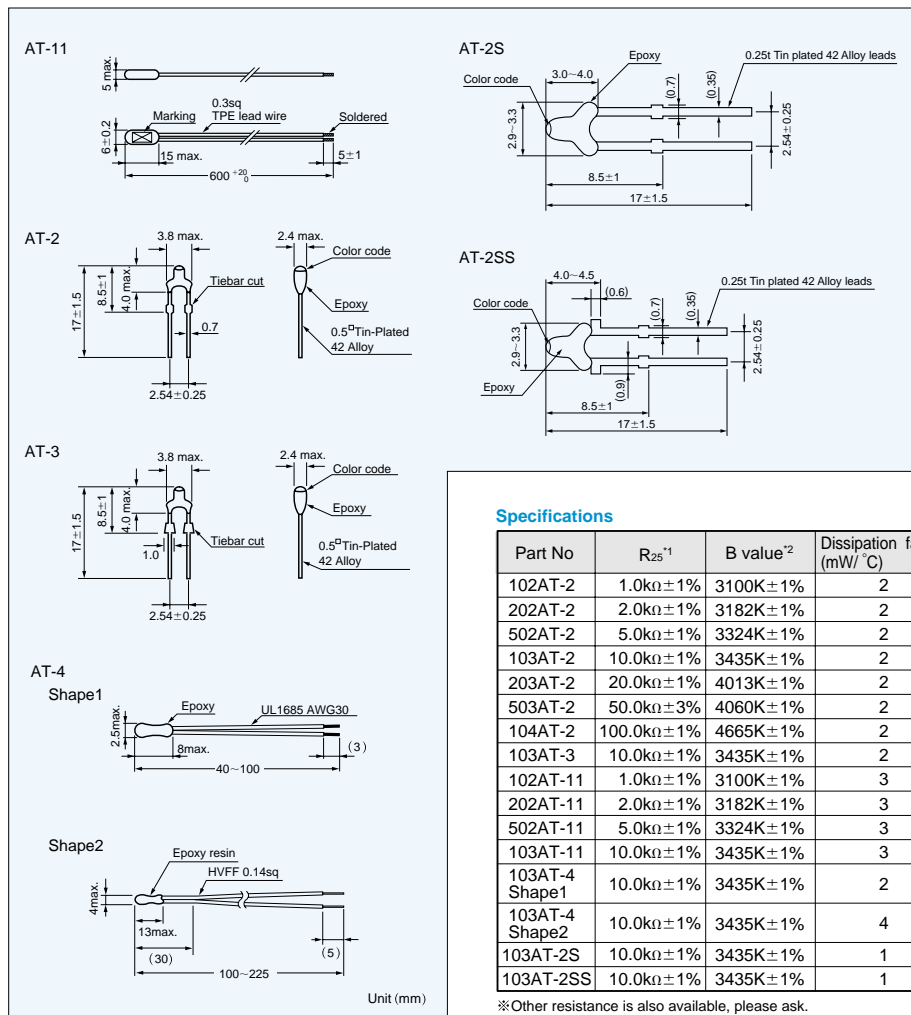 AT-11
5 max.
Marking
0.3sq
TPE lead wire
Soldered
6±0.2
15 max.
5±1
600 +20 0
AT-2
3.8 max.
2.4 max.
Color code
17±1.5
8.5±1
4.0 max.
Tiebar cut
Epoxy
0.7
0.5□Tin-Plated
42 Alloy
2.54±0.25
AT-3
3.8 max.
2.4 max.
Color code
17±1.5
8.5±1
4.0 max.
Epoxy
1.0
Tiebar cut
0.5□Tin-Plated
42 Alloy
2.54±0.25
AT-4
Shape1
Epoxy
UL1685 AWG30
2.5max.
8max.
(3)
40~100
Shape2
Epoxy resin
HVFF 0.14sq
4max.
13max.
(30)
(5)
100~225
Unit (mm)
AT-2S
Epoxy
3.0~4.0
0.25t Tin plated 42 Alloy leads
Color code
(0.7)
(0.35)
2.9~3.3
2.54±0.25
8.5±1
17±1.5
AT-2SS
4.0~4.5
(0.6)
0.25t Tin plated 42 Alloy leads
Color code
(0.7)
(0.35)
2.9~3.3
2.54±0.25
Epoxy
(0.9)
8.5±1
17±1.5
Specifications
Part No R25*1 B value*2 Dissipation fa
(mW/ °C)
102AT-2 1.0kΩ±1% 3100K±1% 2
202AT-2 2.0kΩ±1% 3182K±1% 2
502AT-2 5.0kΩ±1% 3324K±1% 2
103AT-2 10.0kΩ±1% 3435K±1% 2
203AT-2 20.0kΩ±1% 4013K±1% 2
503AT-2 50.0kΩ±3% 4060K±1% 2
104AT-2 100.0kΩ±1% 4665K±1% 2
103AT-3 10.0kΩ±1% 3435K±1% 2
102AT-11 1.0kΩ±1% 3100K±1% 3
202AT-11 2.0kΩ±1% 3182K±1% 3
502AT-11 5.0kΩ±1% 3324K±1% 3
103AT-11 10.0kΩ±1% 3435K±1% 3
103AT-4
Shape1 10.0kΩ±1% 3435K±1% 2
103AT-4
Shape2 10.0kΩ±1% 3435K±1% 4
103AT-2S 10.0kΩ±1% 3435K±1% 1
103AT-2SS 10.0kΩ±1% 3435K±1% 1
※Other resistance is also available, please ask.